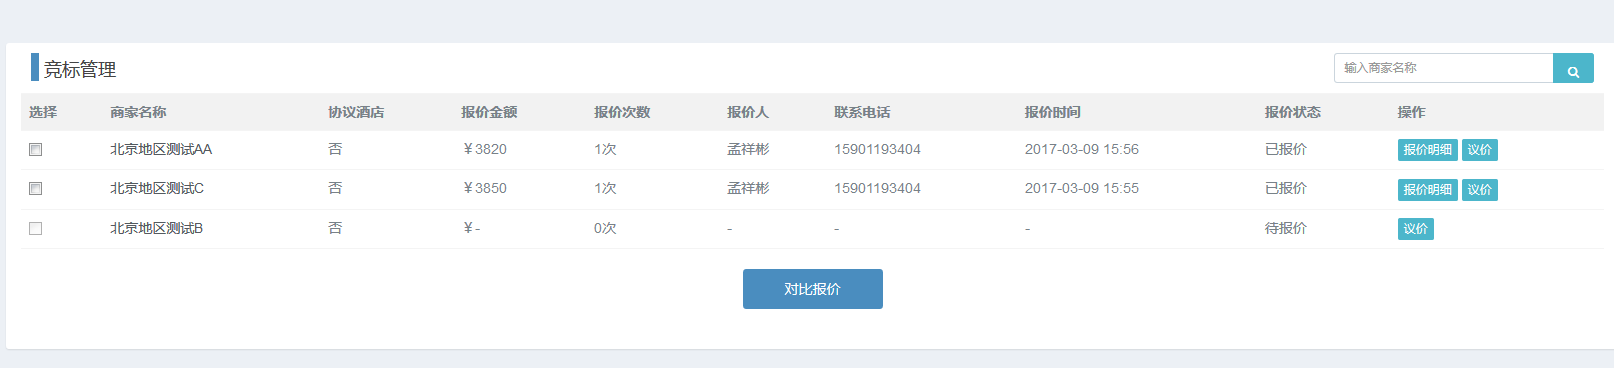 竞标管理
输入商家名称
选择 商家名称 协议酒店 报价金额 报价次数 报价人 联系电话 报价时间 报价状态 操作
北京地区测试AA 否 ￥3820 1次 孟祥彬 15901193404 2017-03-09 15:56 已报价 报价明细 议价
北京地区测试C 否 ￥3850 1次 孟祥彬 15901193404 2017-03-09 15:55 已报价 报价明细 议价
北京地区测试B 否 ￥- 0次 - - - 待报价 议价
对比报价